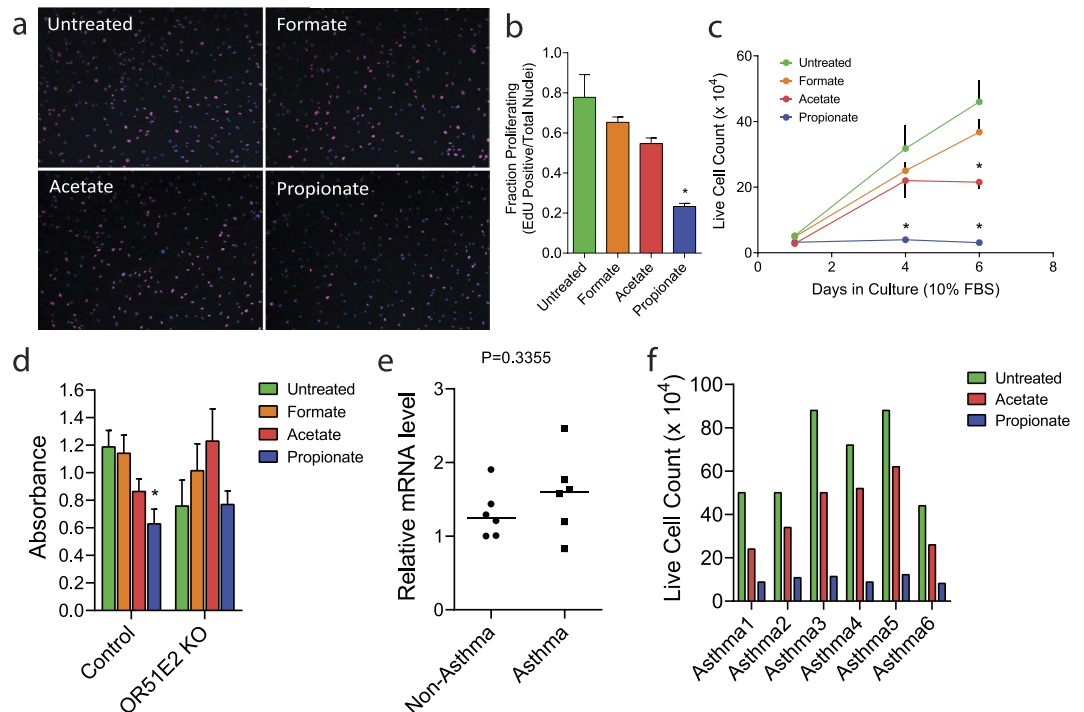 a
Untreated
Formate
Acetate
Propionate
b
Fraction Proliferating
(EdU Positive/Total Nuclei)
1.0
0.8
0.6
0.4
0.2
0.0
*
Untreated
Formate
Acetate
Propionate
c
Live Cell Count (x 10⁴)
60
40
20
0
Untreated
Formate
Acetate
Propionate
*
*
*
0
2
4
6
8
Days in Culture (10% FBS)
d
Absorbance
1.6
1.4
1.2
1.0
0.8
0.6
0.4
0.2
0.0
*
Untreated
Formate
Acetate
Propionate
Control
OR51E2 KO
e
P=0.3355
Relative mRNA level
3
2
1
0
Non-Asthma
Asthma
f
Live Cell Count (x 10⁴)
100
80
60
40
20
0
Untreated
Acetate
Propionate
Asthma1
Asthma2
Asthma3
Asthma4
Asthma5
Asthma6